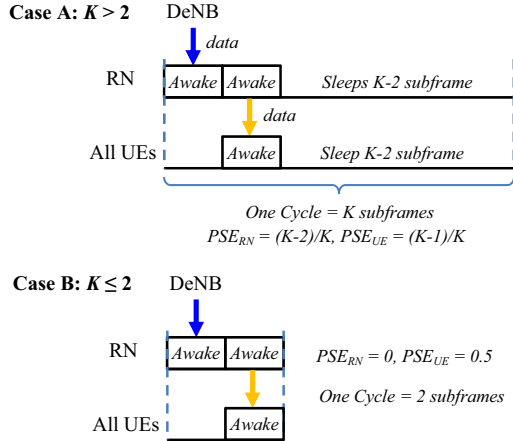 Case A: K > 2 DeNB
data
RN Awake Awake Sleeps K-2 subframe
data
All UEs Awake Sleep K-2 subframe
One Cycle = K subframes
PSE_RN = (K-2)/K, PSE_UE = (K-1)/K
Case B: K ≤ 2 DeNB
RN Awake Awake PSE_RN = 0, PSE_UE = 0.5
One Cycle = 2 subframes
All UEs Awake